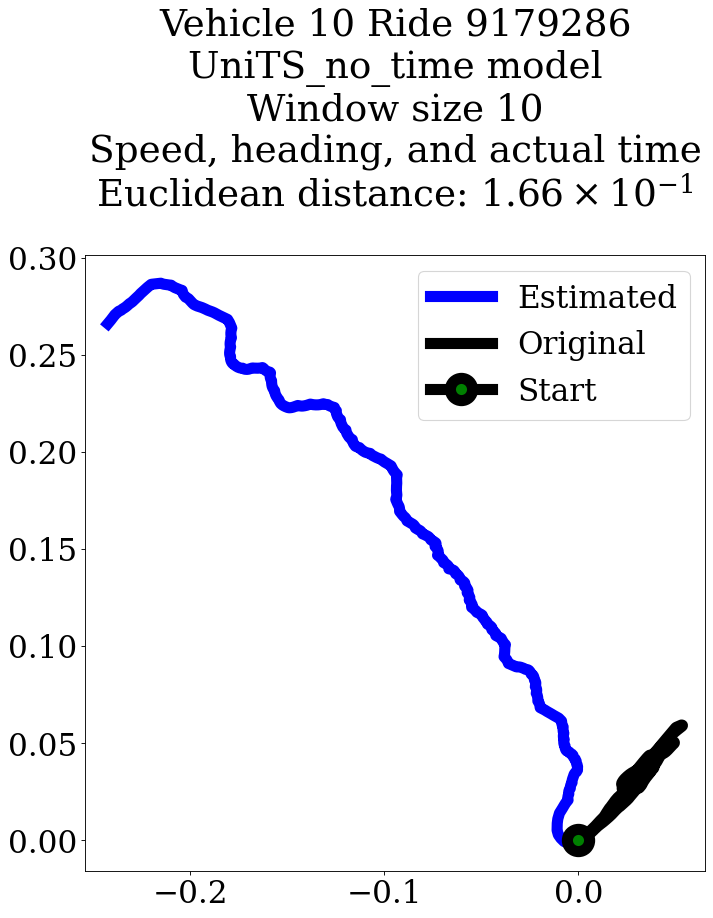 Vehicle 10 Ride 9179286
UniTS_no_time model
Window size 10
Speed, heading, and actual time
Euclidean distance: 1.66 × 10⁻¹
0.30
0.25
0.20
0.15
0.10
0.05
0.00
−0.2
−0.1
0.0
Estimated
Original
Start